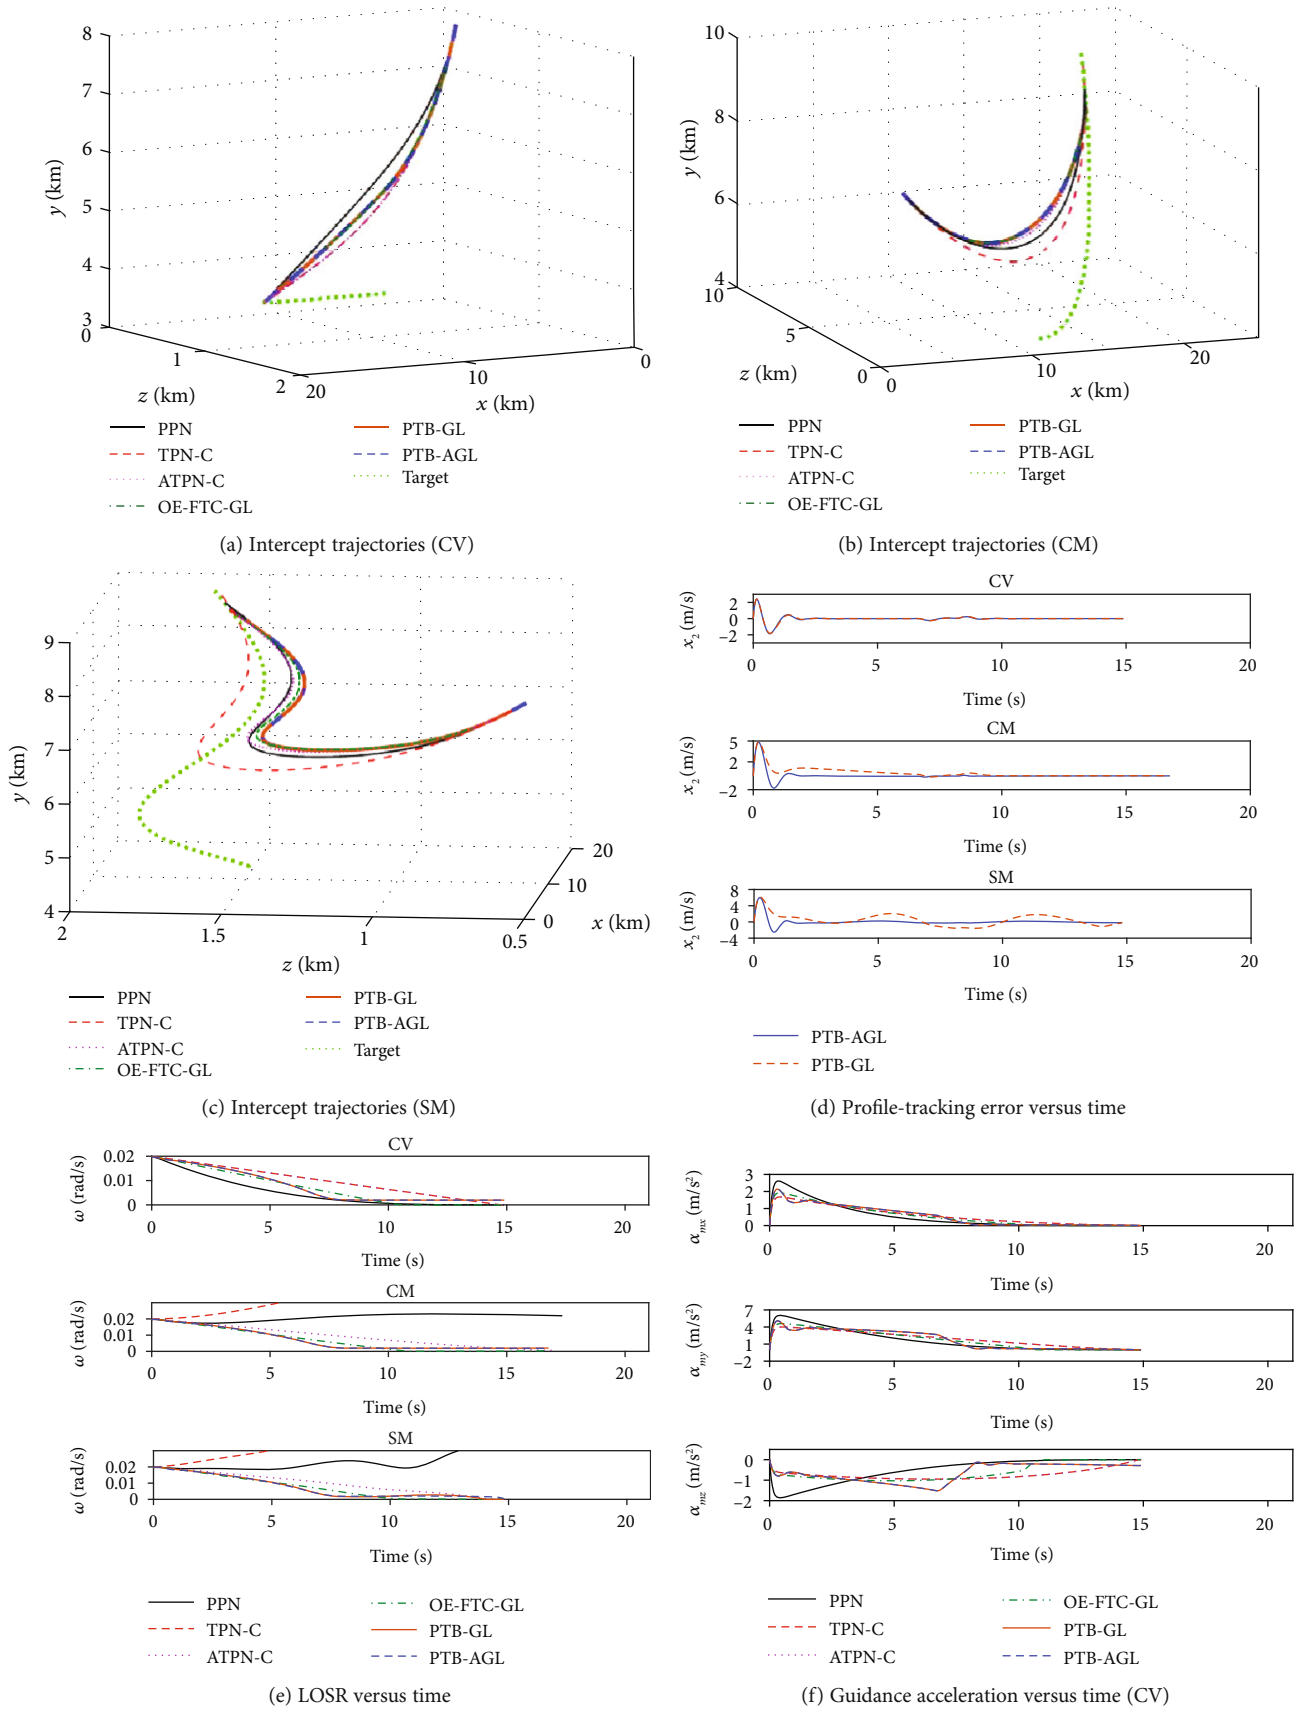 8
7
6
5
4
3
y (km)
0
1
2
z (km)
20
10
0
x (km)
PPN
TPN-C
ATPN-C
OE-FTC-GL
PTB-GL
PTB-AGL
Target
(a) Intercept trajectories (CV)
10
8
6
4
y (km)
10
5
0
z (km)
0
10
20
x (km)
PPN
TPN-C
ATPN-C
OE-FTC-GL
PTB-GL
PTB-AGL
Target
(b) Intercept trajectories (CM)
9
8
7
6
5
4
y (km)
2
1.5
1
0.5
z (km)
0
10
20
x (km)
PPN
TPN-C
ATPN-C
OE-FTC-GL
PTB-GL
PTB-AGL
Target
(c) Intercept trajectories (SM)
CV
x₂ (m/s)
2
0
−2
0 5 10 15 20
Time (s)
CM
x₂ (m/s)
5
2
−2
0 5 10 15 20
Time (s)
SM
x₂ (m/s)
8
4
0
−4
0 5 10 15 20
Time (s)
PTB-AGL
PTB-GL
(d) Profile-tracking error versus time
CV
ω (rad/s)
0.02
0.01
0
0 5 10 15 20
Time (s)
CM
ω (rad/s)
0.02
0.01
0
0 5 10 15 20
Time (s)
SM
ω (rad/s)
0.02
0.01
0
0 5 10 15 20
Time (s)
PPN
TPN-C
ATPN-C
OE-FTC-GL
PTB-GL
PTB-AGL
(e) LOSR versus time
α_mx (m/s²)
3
2
1
0
0 5 10 15 20
Time (s)
α_my (m/s²)
7
4
1
−2
0 5 10 15 20
Time (s)
α_mz (m/s²)
0
−1
−2
0 5 10 15 20
Time (s)
PPN
TPN-C
ATPN-C
OE-FTC-GL
PTB-GL
PTB-AGL
(f) Guidance acceleration versus time (CV)